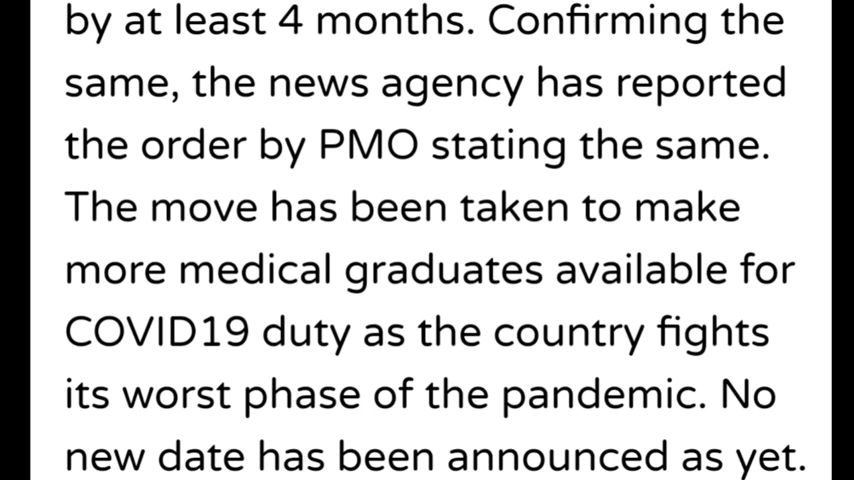 by at least 4 months. Confirming the
same, the news agency has reported
the order by PMO stating the same.
The move has been taken to make
more medical graduates available for
COVID19 duty as the country fights
its worst phase of the pandemic. No
new date has been announced as yet.